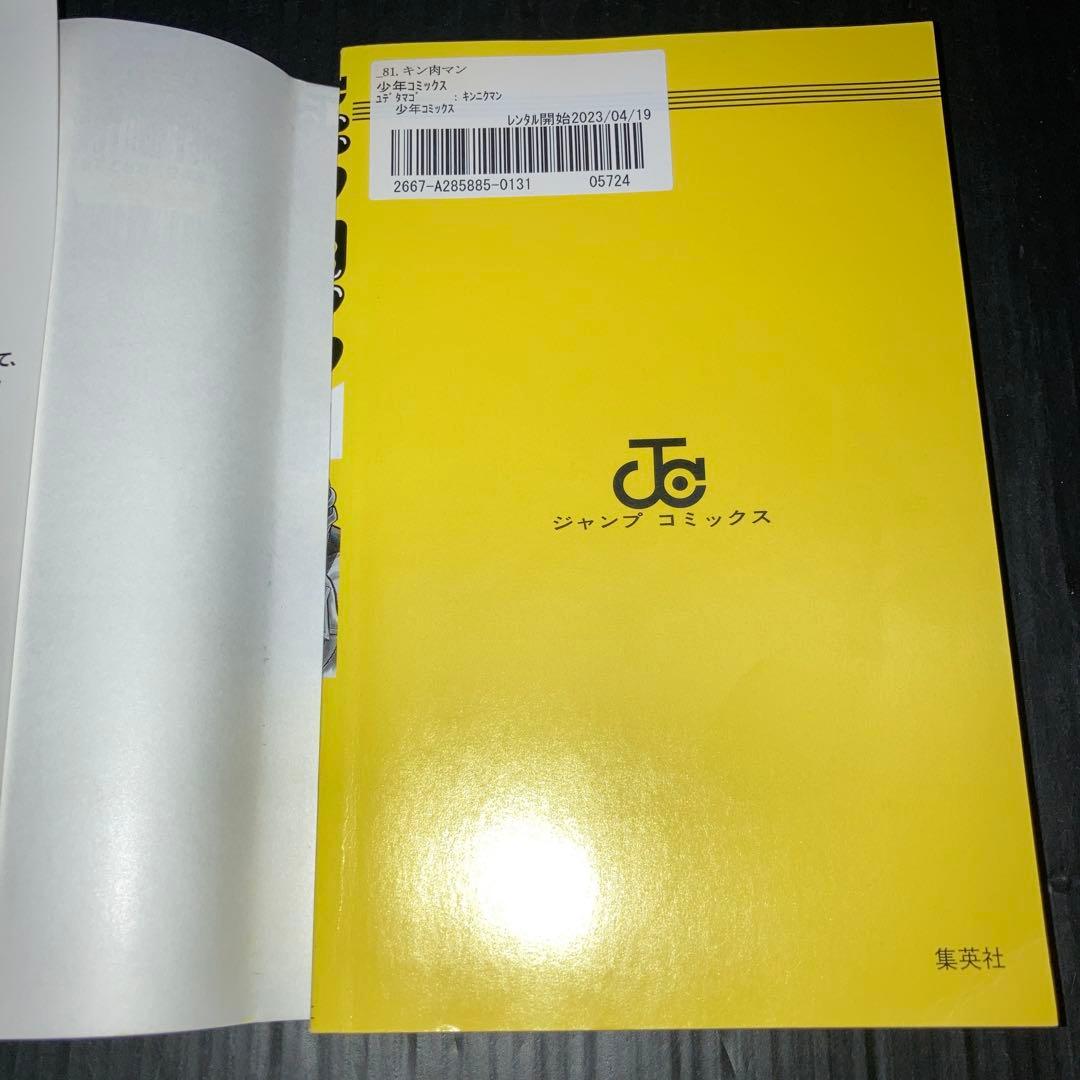 _81. キン肉マン
少年コミックス
ﾕﾃﾞﾀﾏｺﾞ : ｷﾝﾆｸﾏﾝ
少年コミックス
ﾚﾝﾀﾙ開始2023/04/19
2667-A285885-0131 05724
て、
JC
ジャンプ コミックス
集英社